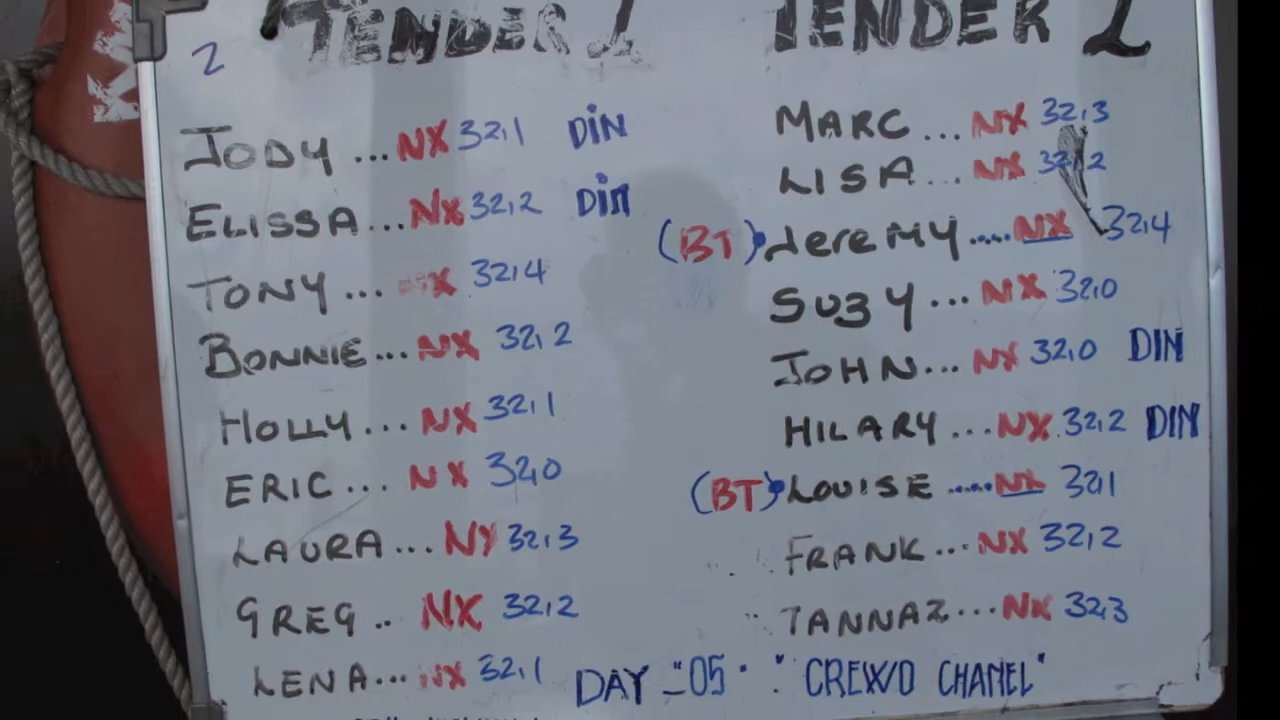 TENDER 1
2
JODY ... NX 32,1 DIN
ELISSA ... NX 32,2 DIN
TONY ... NX 32,4
BONNIE ... NX 32,2
HOLLY ... NX 32,1
ERIC ... NX 32,0
LAURA ... NX 32,3
GREG .. NX 32,2
LENA ... NX 32,1
TENDER 2
MARC ... NX 32,3
LISA ... NX 32,2
(BT) JEREMY ..... NX 32,4
SUZY ... NX 32,0
JOHN ... NX 32,0 DIN
HILARY ... NX 32,2 DIN
(BT) LOUISE ..... NX 32,1
FRANK ... NX 32,2
TANNAZ ... NX 32,3
DAY "05" "CREWO CHANEL"